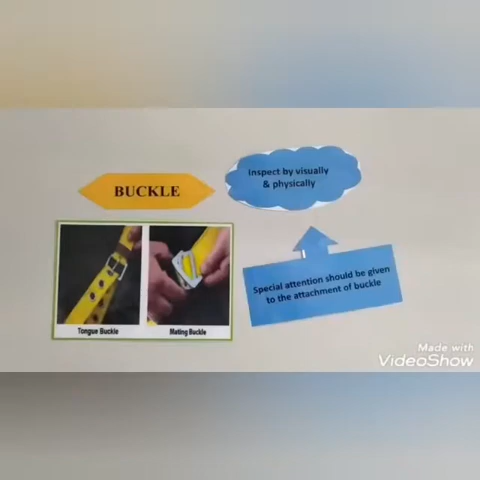 BUCKLE
Inspect by visually
& physically
Special attention should be given
to the attachment of buckle
Tongue Buckle
Mating Buckle
Made with
VideoShow